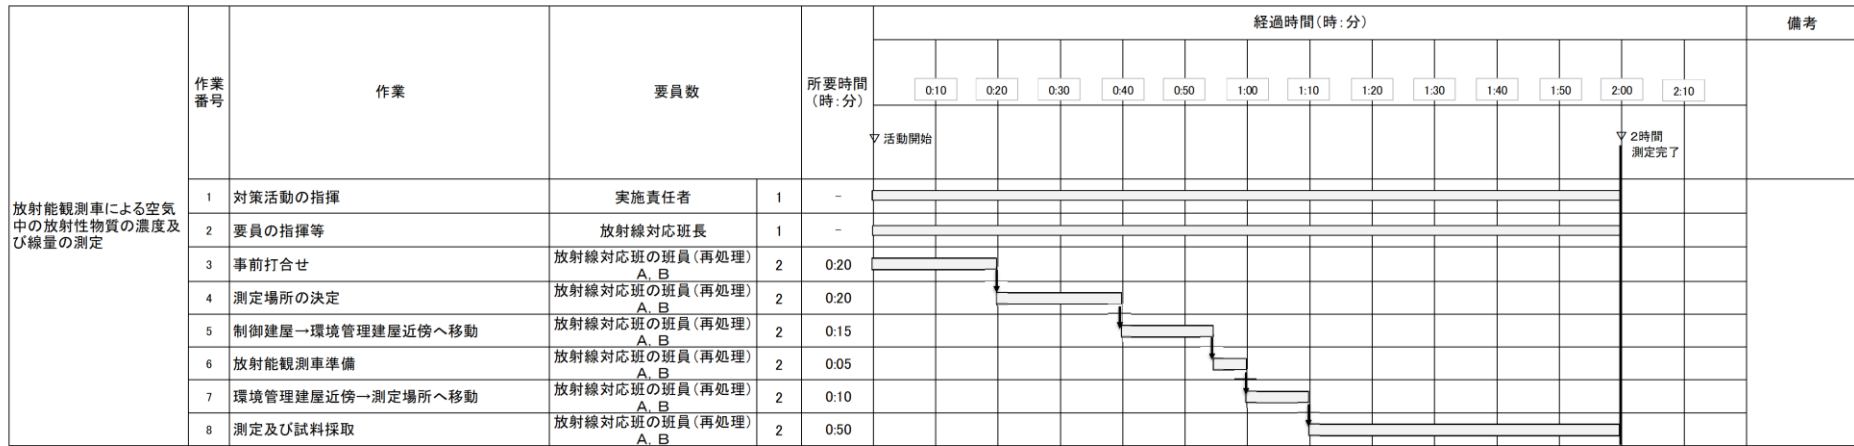 経過時間(時:分)
備考
作業
番号
作業
要員数
所要時間
(時:分)
0:10 0:20 0:30 0:40 0:50 1:00 1:10 1:20 1:30 1:40 1:50 2:00 2:10
▽ 活動開始
▽ 2時間
測定完了
放射能観測車による空気
中の放射性物質の濃度及
び線量の測定
1 対策活動の指揮 実施責任者 1 －
2 要員の指揮等 放射線対応班長 1 －
3 事前打合せ 放射線対応班の班員(再処理)
A, B 2 0:20
4 測定場所の決定 放射線対応班の班員(再処理)
A, B 2 0:20
5 制御建屋→環境管理建屋近傍へ移動 放射線対応班の班員(再処理)
A, B 2 0:15
6 放射能観測車準備 放射線対応班の班員(再処理)
A, B 2 0:05
7 環境管理建屋近傍→測定場所へ移動 放射線対応班の班員(再処理)
A, B 2 0:10
8 測定及び試料採取 放射線対応班の班員(再処理)
A, B 2 0:50